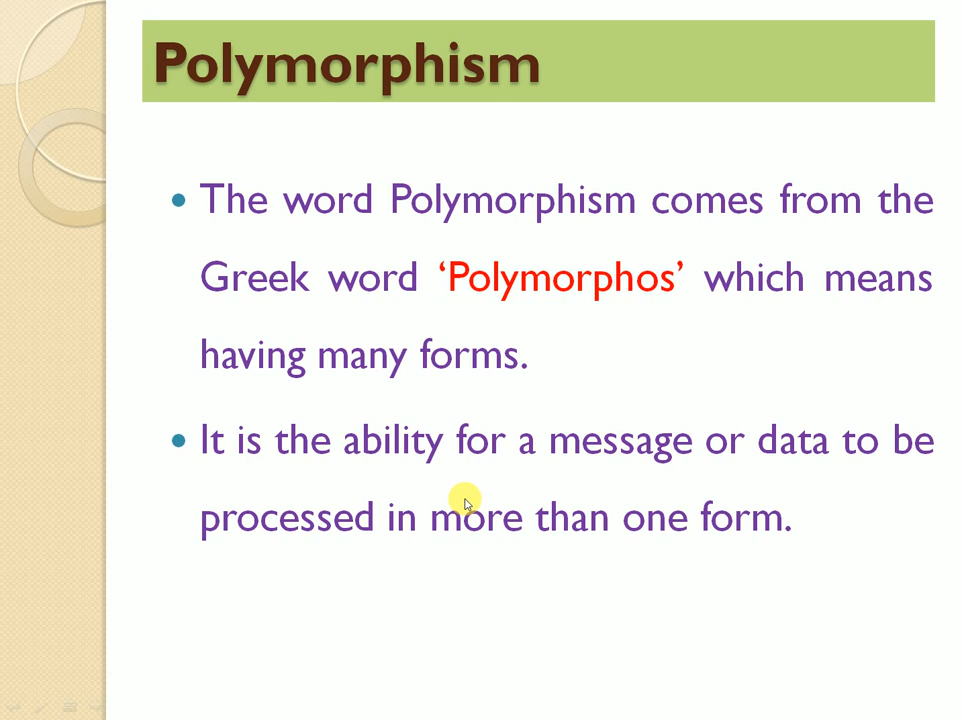 Polymorphism
• The word Polymorphism comes from the
Greek word ‘Polymorphos’ which means
having many forms.
• It is the ability for a message or data to be
processed in more than one form.